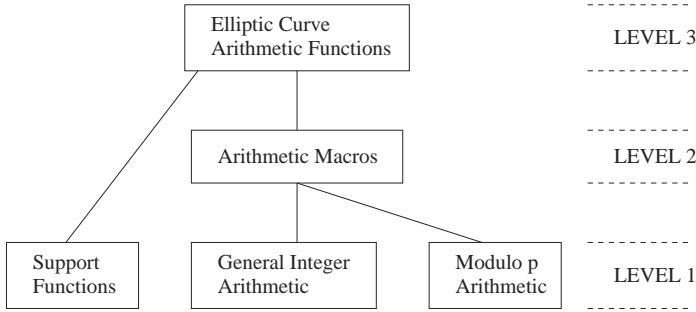 Elliptic Curve
Arithmetic Functions
LEVEL 3
Arithmetic Macros
LEVEL 2
Support
Functions
General Integer
Arithmetic
Modulo p
Arithmetic
LEVEL 1